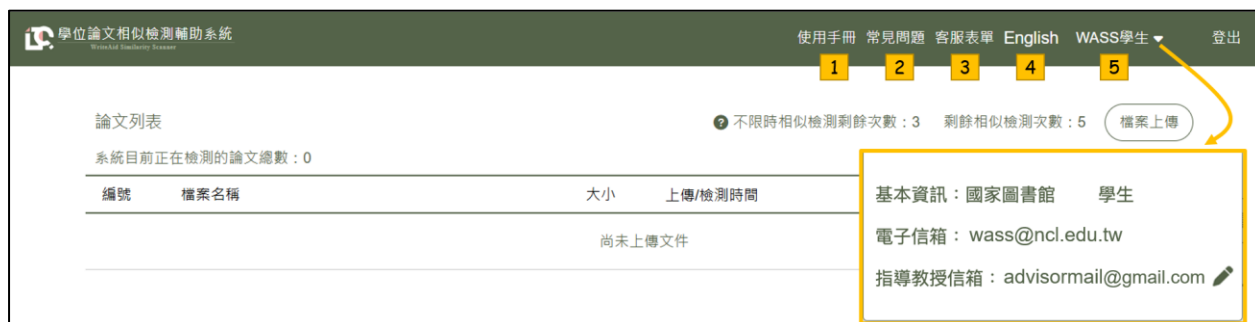 學位論文相似檢測輔助系統
WriteAid Similarity Scanner
使用手冊 常見問題 客服表單 English WASS學生 登出
1 2 3 4 5
論文列表
不限時相似檢測剩餘次數:3 剩餘相似檢測次數:5 檔案上傳
系統目前正在檢測的論文總數:0
編號 檔案名稱 大小 上傳/檢測時間
尚未上傳文件
基本資訊:國家圖書館 學生
電子信箱: wass@ncl.edu.tw
指導教授信箱: advisormail@gmail.com